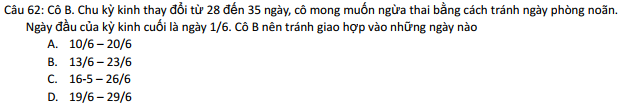 Câu 62: Cô B. Chu kỳ kinh thay đổi từ 28 đến 35 ngày, cô mong muốn ngừa thai bằng cách tránh ngày phòng noãn.
Ngày đầu của kỳ kinh cuối là ngày 1/6. Cô B nên tránh giao hợp vào những ngày nào
A. 10/6 – 20/6
B. 13/6 – 23/6
C. 16-5 – 26/6
D. 19/6 – 29/6